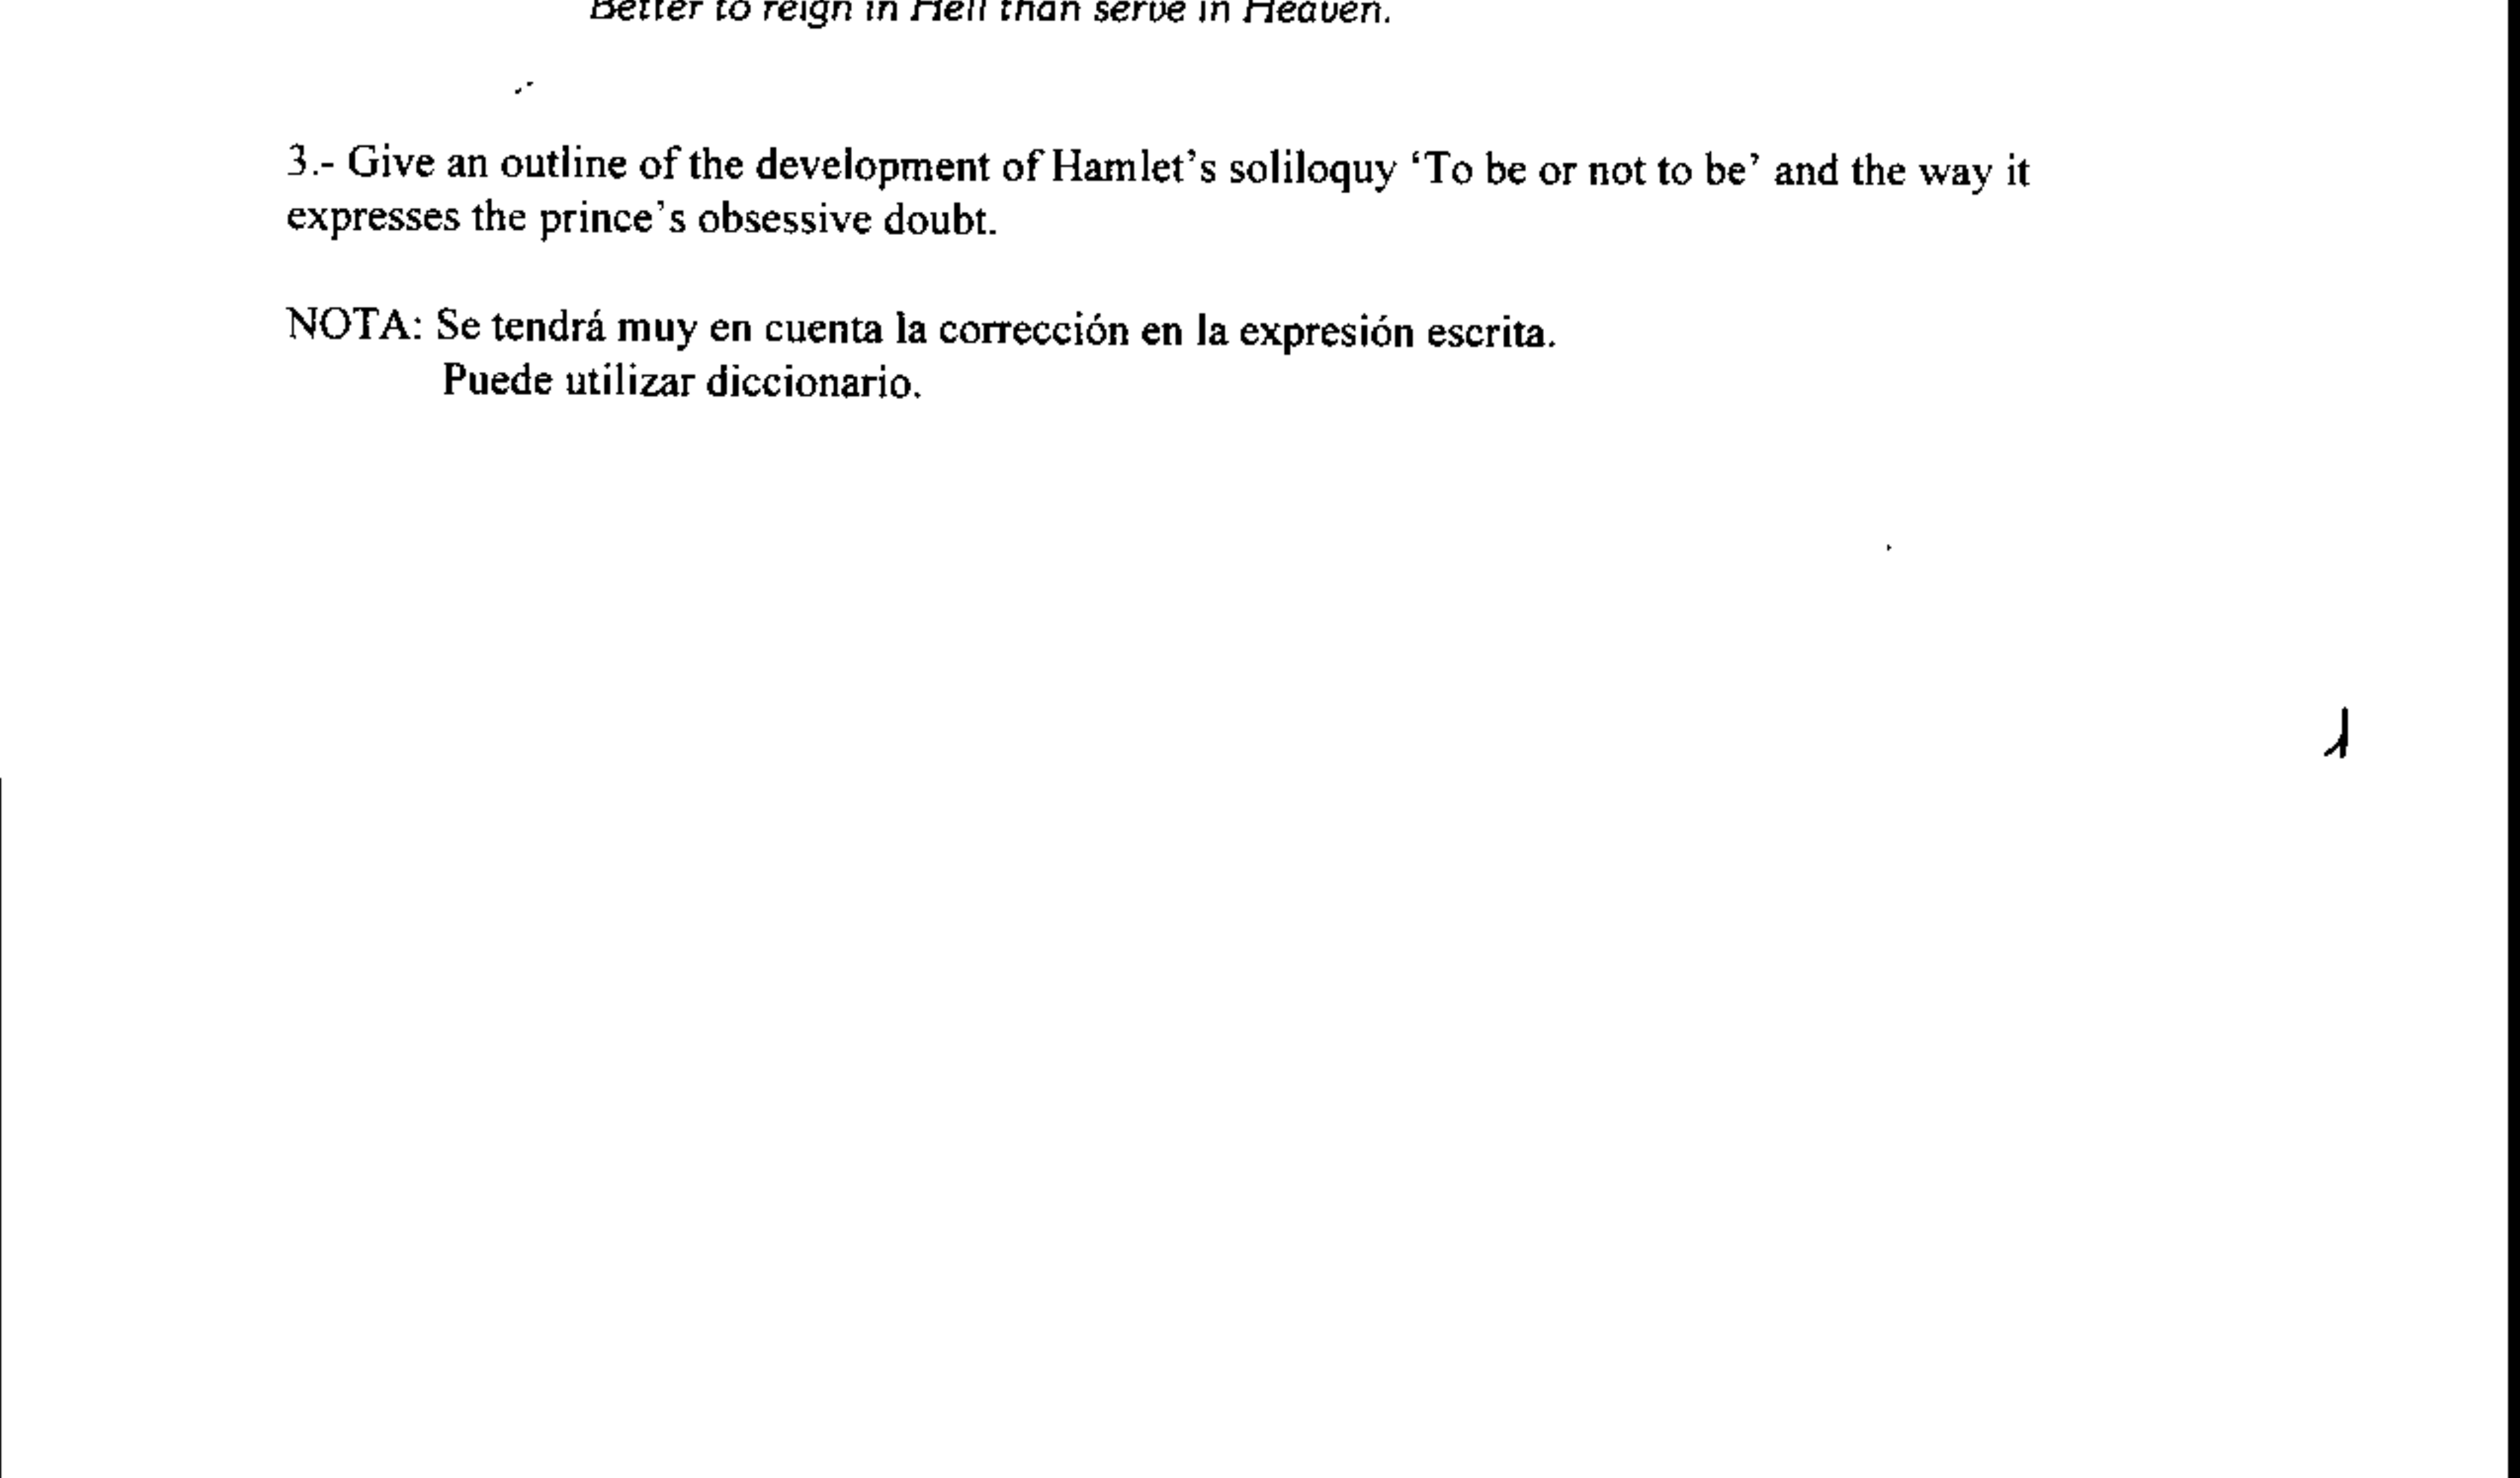 Better to reign in Hell than serve in Heaven.
3.- Give an outline of the development of Hamlet’s soliloquy ‘To be or not to be’ and the way it
expresses the prince’s obsessive doubt.
NOTA: Se tendrá muy en cuenta la corrección en la expresión escrita.
Puede utilizar diccionario.